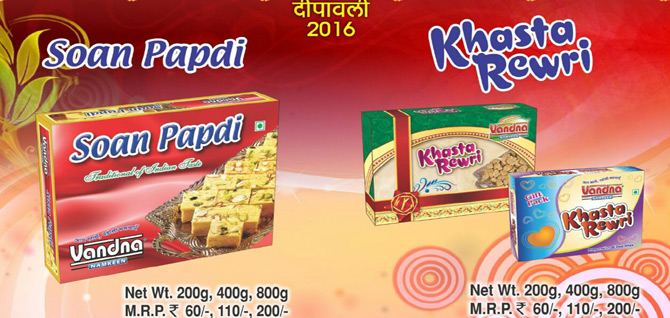 दीपावली
2016
Soan Papdi
Khasta
Rewri
Soan Papdi
Traditional of Indian Taste
Vandna
NAMKEEN
Vandna
Khasta
Rewri
Vandna
NAMKEEN
GIFT
PACK
Khasta
Rewri
Net Wt. 200g, 400g, 800g
M.R.P. ₹ 60/-, 110/-, 200/-
Net Wt. 200g, 400g, 800g
M.R.P. ₹ 60/-, 110/-, 200/-